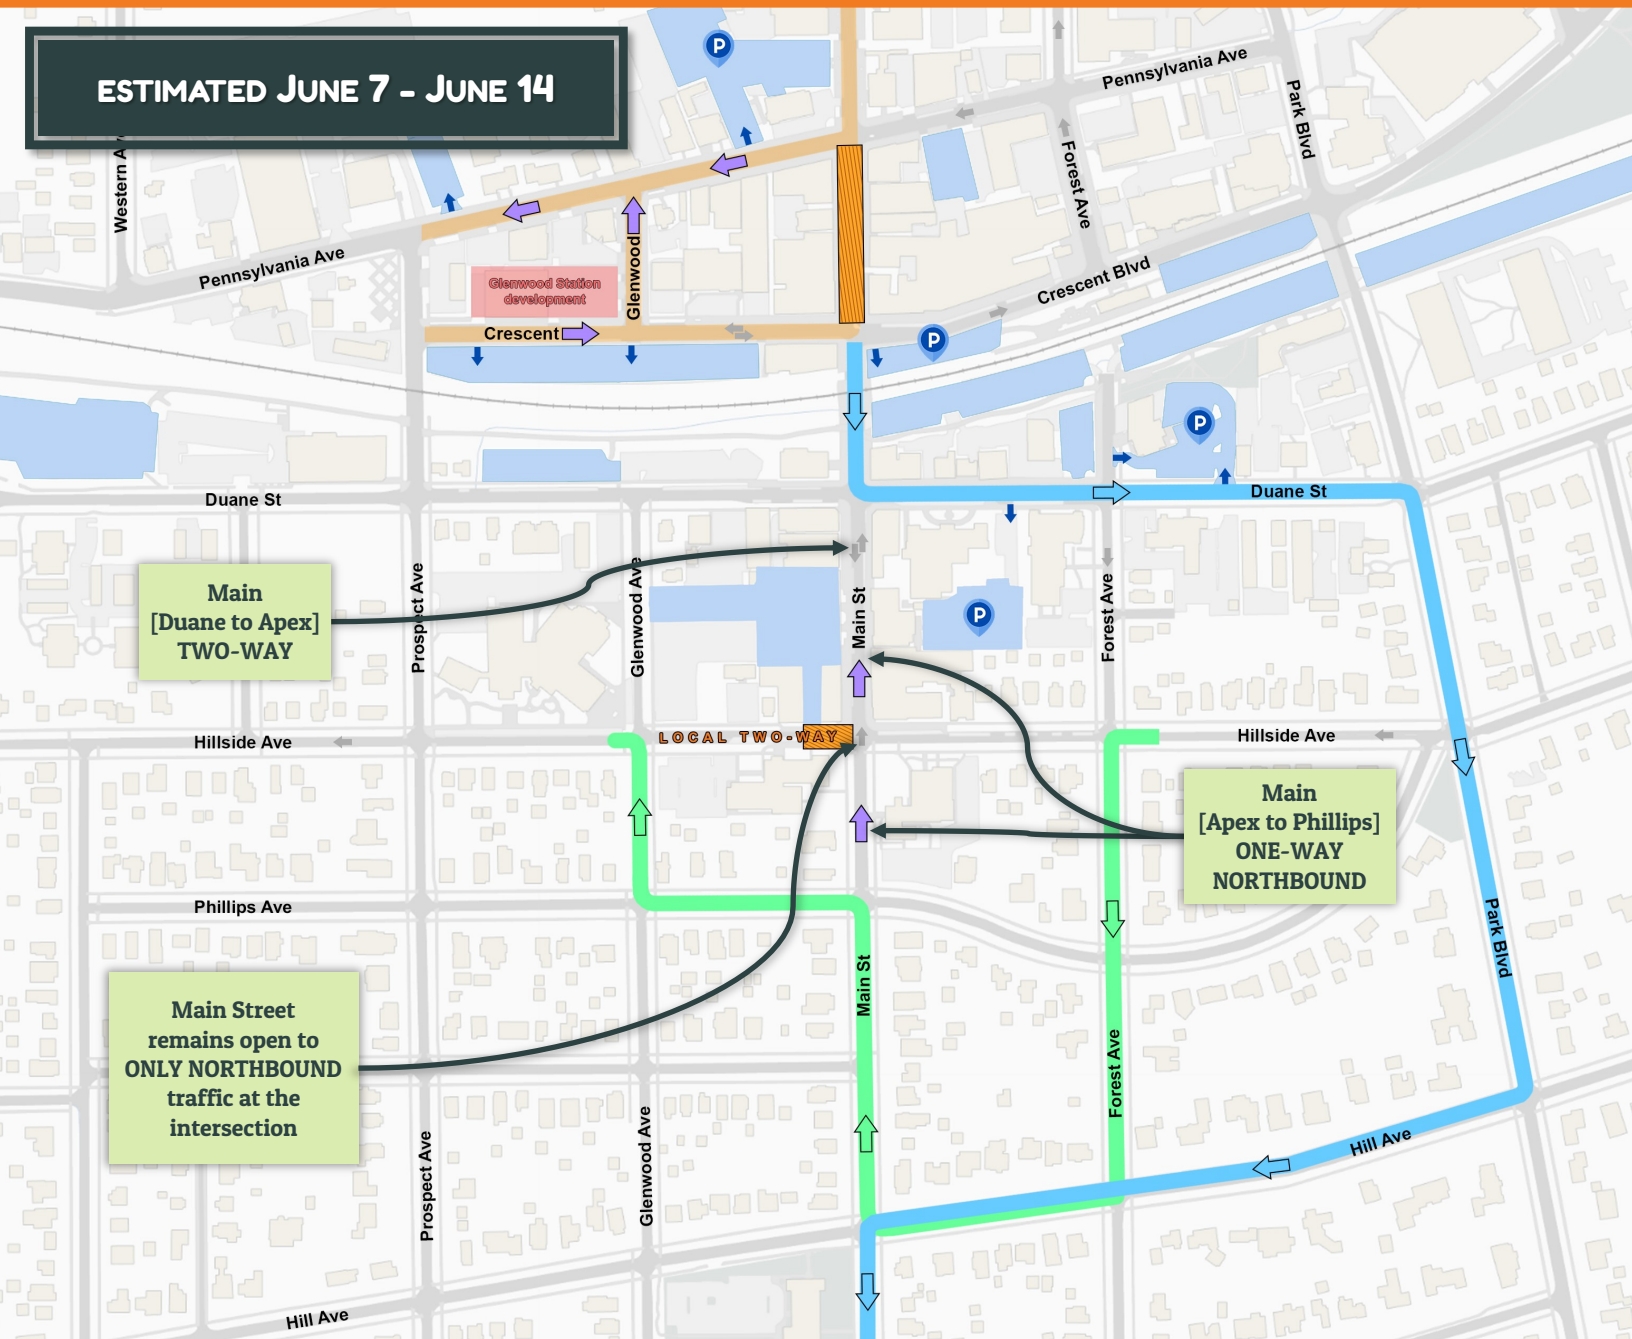 ESTIMATED JUNE 7 - JUNE 14
P
Pennsylvania Ave
Park Blvd
Western Av
Forest Ave
Pennsylvania Ave
Glenwood
Glenwood Station
development
Crescent Blvd
Crescent
P
P
Duane St
Duane St
Main
[Duane to Apex]
TWO-WAY
Prospect Ave
Glenwood Ave
Main St
P
Forest Ave
Hillside Ave
LOCAL TWO-WAY
Hillside Ave
Main
[Apex to Phillips]
ONE-WAY
NORTHBOUND
Phillips Ave
Park Blvd
Main St
Main Street
remains open to
ONLY NORTHBOUND
traffic at the
intersection
Forest Ave
Prospect Ave
Glenwood Ave
Hill Ave
Hill Ave